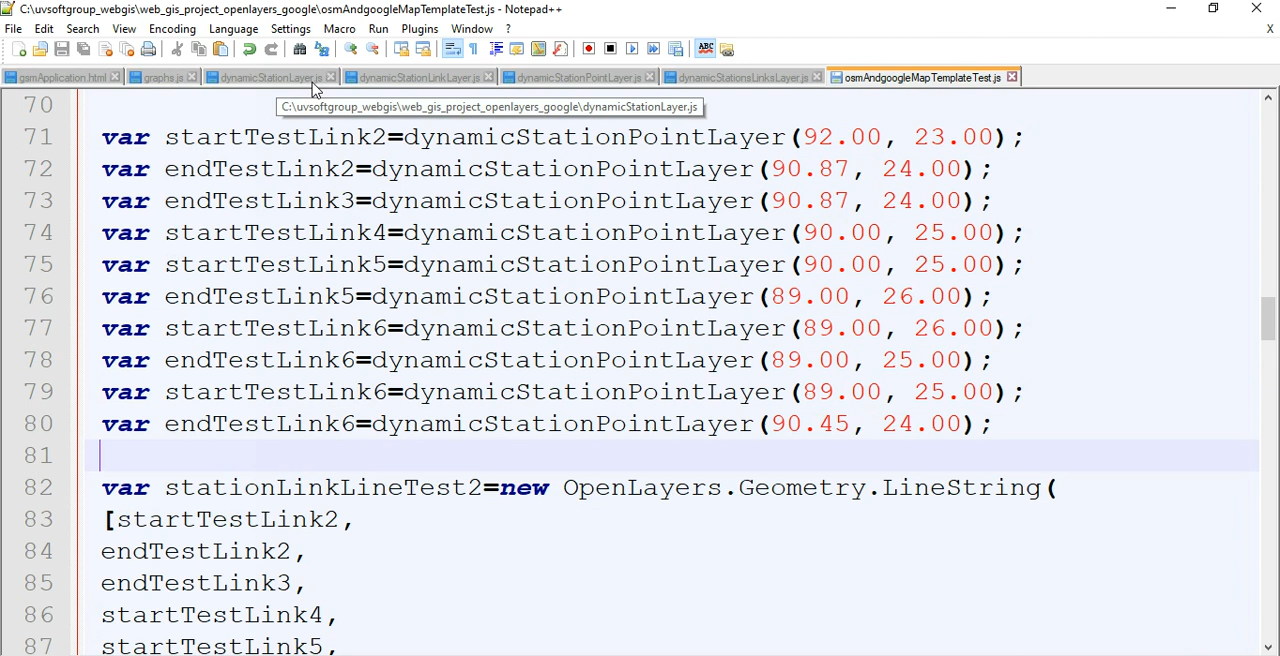 C:\uvsoftgroup_webgis\web_gis_project_openlayers_google\osmAndgoogleMapTemplateTest.js - Notepad++
File Edit Search View Encoding Language Settings Macro Run Plugins Window ? X
gsmApplication.html graphs.js dynamicStationLayer.js dynamicStationLinkLayer.js dynamicStationPointLayer.js dynamicStationsLinksLayer.js osmAndgoogleMapTemplateTest.js
C:\uvsoftgroup_webgis\web_gis_project_openlayers_google\dynamicStationLayer.js
70
71 var startTestLink2=dynamicStationPointLayer(92.00, 23.00);
72 var endTestLink2=dynamicStationPointLayer(90.87, 24.00);
73 var endTestLink3=dynamicStationPointLayer(90.87, 24.00);
74 var startTestLink4=dynamicStationPointLayer(90.00, 25.00);
75 var startTestLink5=dynamicStationPointLayer(90.00, 25.00);
76 var endTestLink5=dynamicStationPointLayer(89.00, 26.00);
77 var startTestLink6=dynamicStationPointLayer(89.00, 26.00);
78 var endTestLink6=dynamicStationPointLayer(89.00, 25.00);
79 var startTestLink6=dynamicStationPointLayer(89.00, 25.00);
80 var endTestLink6=dynamicStationPointLayer(90.45, 24.00);
81
82 var stationLinkLineTest2=new OpenLayers.Geometry.LineString(
83 [startTestLink2,
84 endTestLink2,
85 endTestLink3,
86 startTestLink4,
87 startTestLink5,